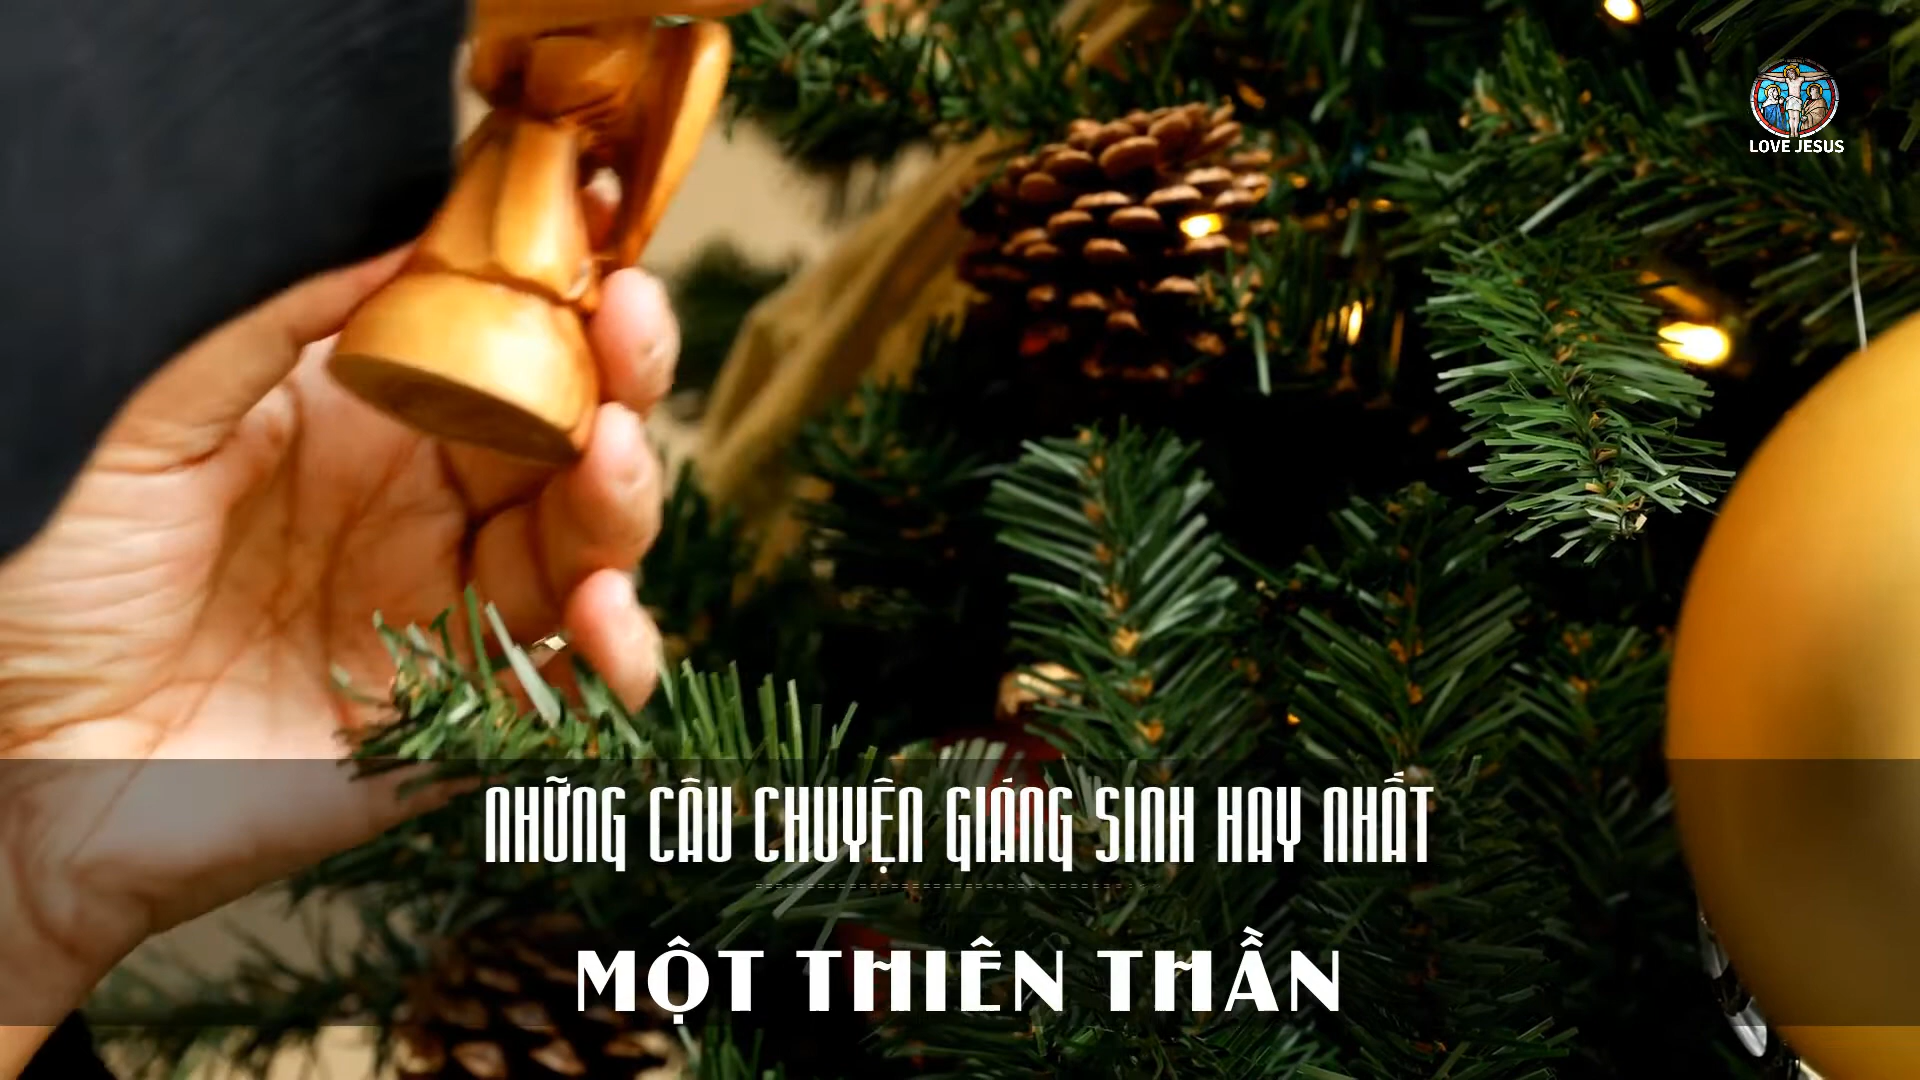 LOVE JESUS
NHỮNG CÂU CHUYỆN GIÁNG SINH HAY NHẤT
MỘT THIÊN THẦN